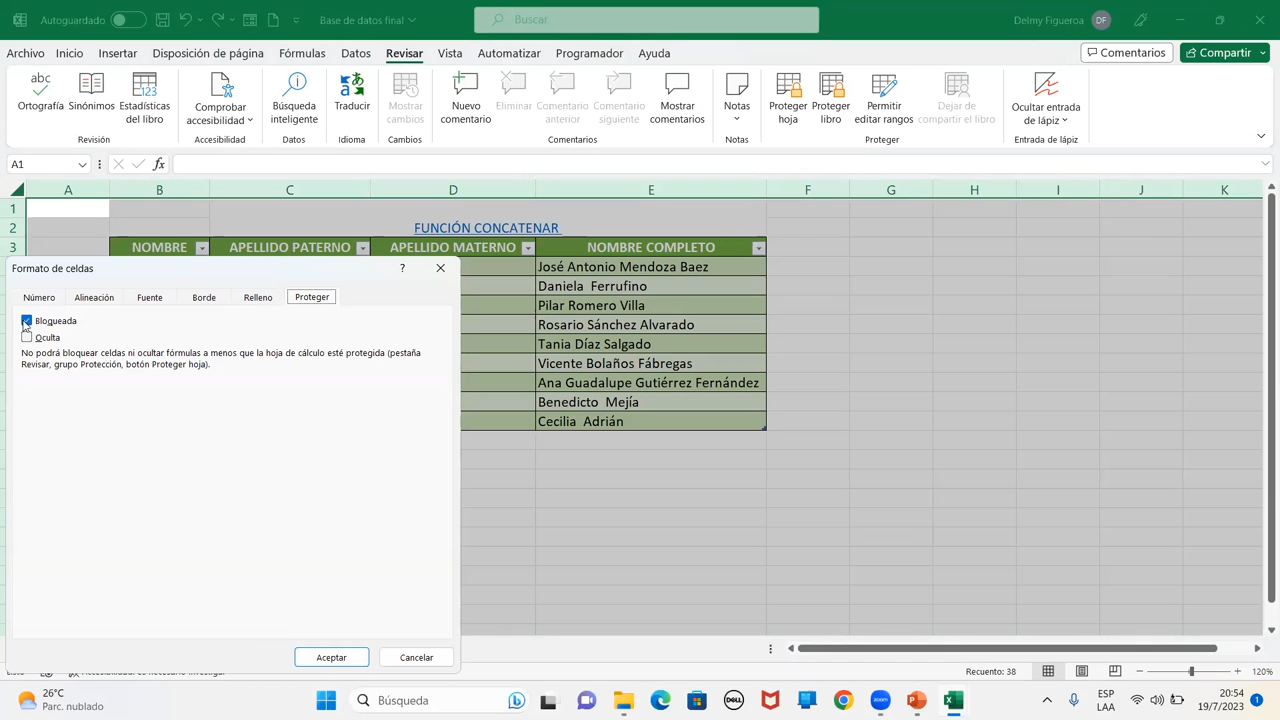 Autoguardado
Base de datos final
Buscar
Delmy Figueroa
DF
Archivo
Inicio
Insertar
Disposición de página
Fórmulas
Datos
Revisar
Vista
Automatizar
Programador
Ayuda
Comentarios
Compartir
abc
Ortografía
Sinónimos
123
Estadísticas
del libro
Comprobar
accesibilidad
Búsqueda
inteligente
Traducir
Mostrar
cambios
Nuevo
comentario
Eliminar
Comentario
anterior
Comentario
siguiente
Mostrar
comentarios
Notas
Proteger
hoja
Proteger
libro
Permitir
editar rangos
Dejar de
compartir el libro
Ocultar entrada
de lápiz
Revisión
Accesibilidad
Datos
Idioma
Cambios
Comentarios
Notas
Proteger
Entrada de lápiz
A1
fx
A B C D E F G H I J K
1
2
FUNCIÓN CONCATENAR
3 NOMBRE APELLIDO PATERNO APELLIDO MATERNO NOMBRE COMPLETO
José Antonio Mendoza Baez
Daniela Ferrufino
Pilar Romero Villa
Rosario Sánchez Alvarado
Tania Díaz Salgado
Vicente Bolaños Fábregas
Ana Guadalupe Gutiérrez Fernández
Benedicto Mejía
Cecilia Adrián
Formato de celdas
?
Número
Alineación
Fuente
Borde
Relleno
Proteger
Bloqueada
Oculta
No podrá bloquear celdas ni ocultar fórmulas a menos que la hoja de cálculo esté protegida (pestaña
Revisar, grupo Protección, botón Proteger hoja).
Aceptar
Cancelar
Recuento: 38
120%
26°C
Parc. nublado
Búsqueda
DELL
zoom
ESP
LAA
20:54
19/7/2023
1